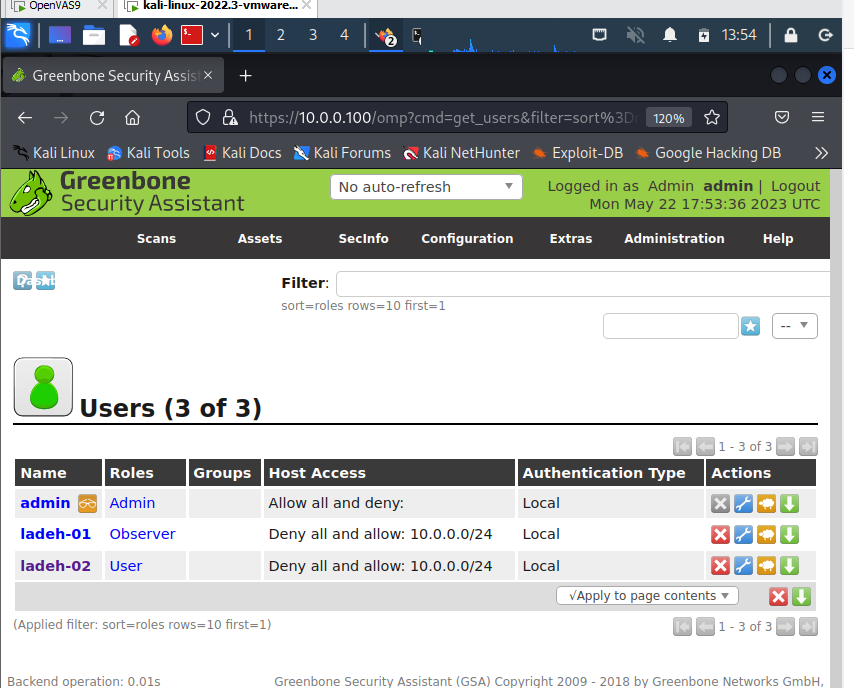 OpenVAS9
kali-linux-2022.3-vmware...
1 2 3 4 2 13:54
Greenbone Security Assis
https://10.0.0.100/omp?cmd=get_users&filter=sort%3Dr 120%
Kali Linux Kali Tools Kali Docs Kali Forums Kali NetHunter Exploit-DB Google Hacking DB
Greenbone
Security Assistant
No auto-refresh
Logged in as Admin admin | Logout
Mon May 22 17:53:36 2023 UTC
Scans Assets SecInfo Configuration Extras Administration Help
Filter:
sort=roles rows=10 first=1
--
Users (3 of 3)
1 - 3 of 3
Name Roles Groups Host Access Authentication Type Actions
admin Admin Allow all and deny: Local
ladeh-01 Observer Deny all and allow: 10.0.0.0/24 Local
ladeh-02 User Deny all and allow: 10.0.0.0/24 Local
√Apply to page contents
(Applied filter: sort=roles rows=10 first=1)
1 - 3 of 3
Backend operation: 0.01s
Greenbone Security Assistant (GSA) Copyright 2009 - 2018 by Greenbone Networks GmbH,